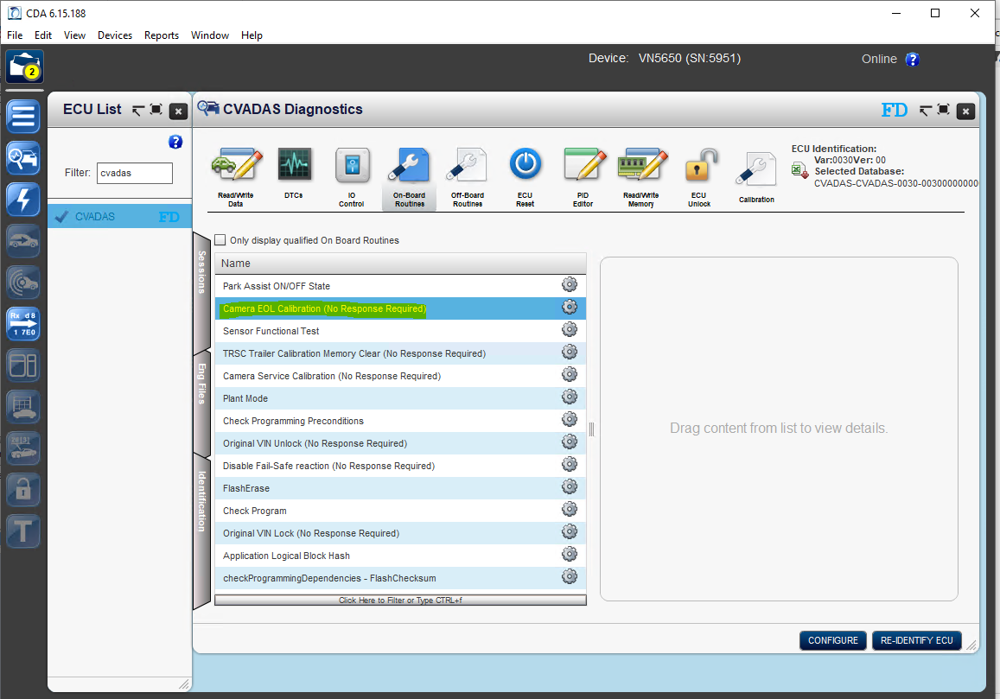 CDA 6.15.188
File Edit View Devices Reports Window Help
2
Device: VN5650 (SN:5951)
Online ?
ECU List
?
Filter: cvadas
CVADAS FD
Rx d8
1 7E0
T
CVADAS Diagnostics
FD
Read/Write
Data
DTCs
IO
Control
On-Board
Routines
Off-Board
Routines
ECU
Reset
PID
Editor
Read/Write
Memory
ECU
Unlock
Calibration
ECU Identification:
Var:0030Ver: 00
Selected Database:
CVADAS-CVADAS-0030-00300000000
Sessions
Eng Files
Identification
Only display qualified On Board Routines
Name
Park Assist ON/OFF State
Camera EOL Calibration (No Response Required)
Sensor Functional Test
TRSC Trailer Calibration Memory Clear (No Response Required)
Camera Service Calibration (No Response Required)
Plant Mode
Check Programming Preconditions
Original VIN Unlock (No Response Required)
Disable Fail-Safe reaction (No Response Required)
FlashErase
Check Program
Original VIN Lock (No Response Required)
Application Logical Block Hash
checkProgrammingDependencies - FlashChecksum
Click Here to Filter or Type CTRL+f
Drag content from list to view details.
CONFIGURE
RE-IDENTIFY ECU